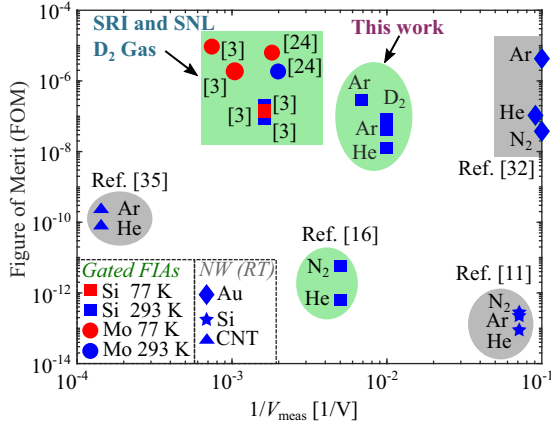 SRI and SNL
D₂ Gas
This work
[3]
[24]
[24]
[3]
[3]
[3]
[3]
Ar
D₂
Ar
He
Ar
He
N₂
Ref. [32]
Ref. [35]
Ar
He
Ref. [16]
N₂
He
Ref. [11]
N₂
Ar
He
Gated FIAs
Si 77 K
Si 293 K
Mo 77 K
Mo 293 K
NW (RT)
Au
Si
CNT
Figure of Merit (FOM)
10⁻⁴
10⁻⁶
10⁻⁸
10⁻¹⁰
10⁻¹²
10⁻¹⁴
10⁻⁴
10⁻³
10⁻²
10⁻¹
1/V_meas [1/V]